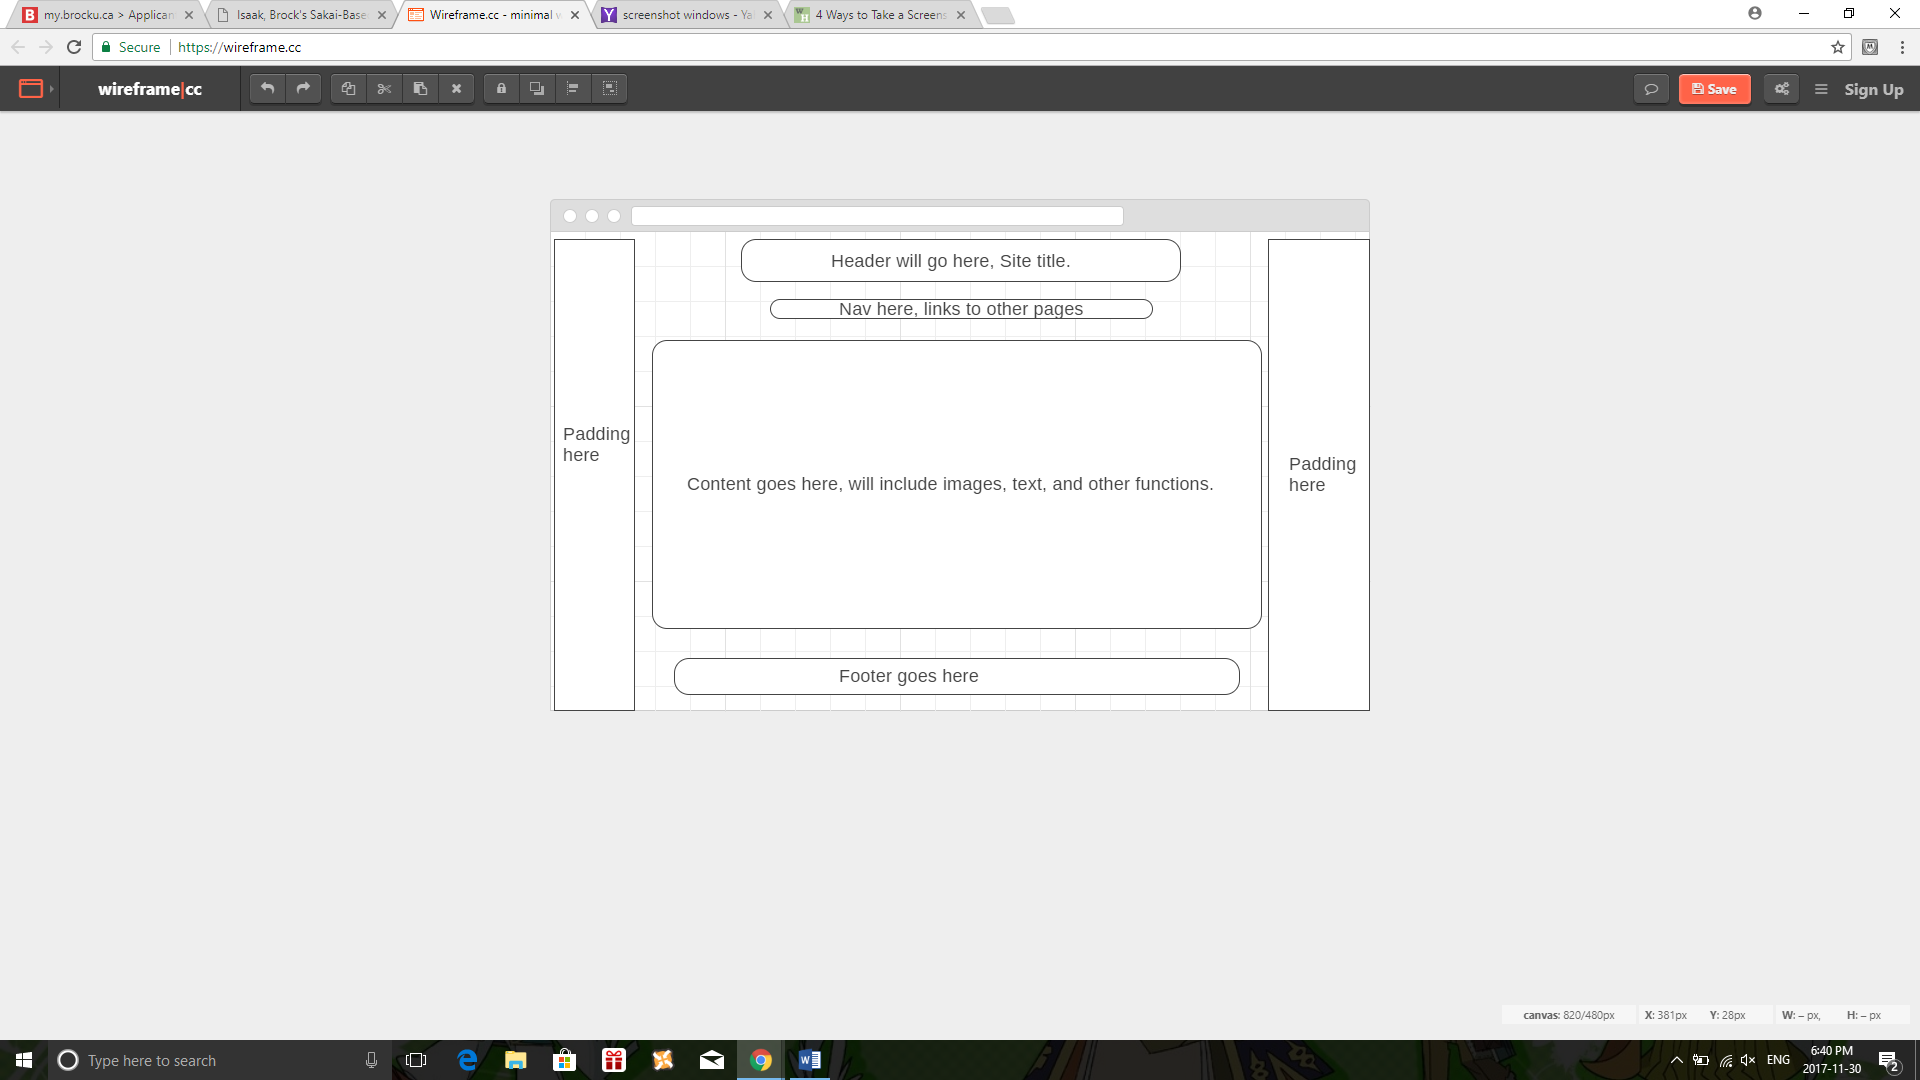 my.brocku.ca > Applican
Isaak, Brock's Sakai-Base
Wireframe.cc - minimal w
screenshot windows - Ya
4 Ways to Take a Screens
Secure
https://wireframe.cc
wireframe|cc
Save
Sign Up
Header will go here, Site title.
Nav here, links to other pages
Padding
here
Content goes here, will include images, text, and other functions.
Padding
here
Footer goes here
canvas: 820/480px
X: 381px
Y: 28px
W: – px,
H: – px
Type here to search
ENG
6:40 PM
2017-11-30
2